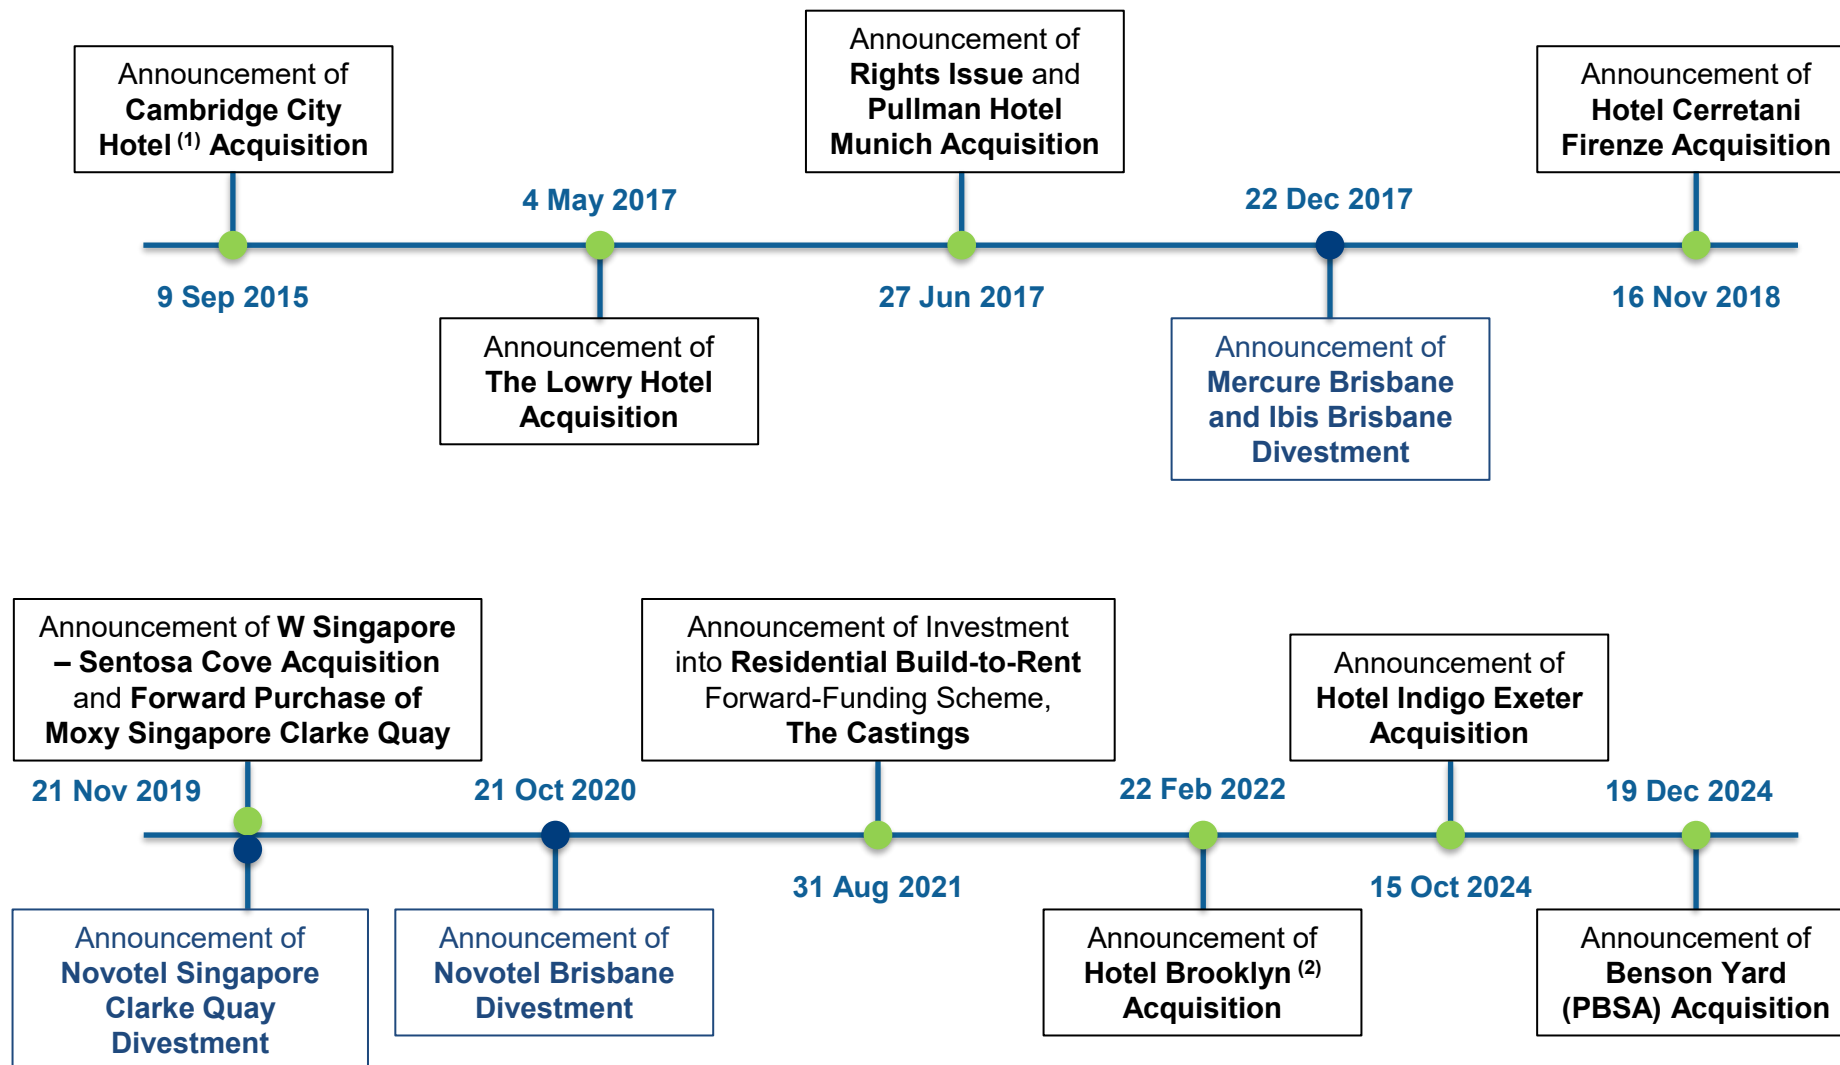 Announcement of
Cambridge City
Hotel (1) Acquisition
9 Sep 2015
4 May 2017
Announcement of
The Lowry Hotel
Acquisition
Announcement of
Rights Issue and
Pullman Hotel
Munich Acquisition
27 Jun 2017
22 Dec 2017
Announcement of
Mercure Brisbane
and Ibis Brisbane
Divestment
Announcement of
Hotel Cerretani
Firenze Acquisition
16 Nov 2018
Announcement of W Singapore
– Sentosa Cove Acquisition
and Forward Purchase of
Moxy Singapore Clarke Quay
21 Nov 2019
Announcement of
Novotel Singapore
Clarke Quay
Divestment
21 Oct 2020
Announcement of
Novotel Brisbane
Divestment
Announcement of Investment
into Residential Build-to-Rent
Forward-Funding Scheme,
The Castings
31 Aug 2021
22 Feb 2022
Announcement of
Hotel Brooklyn (2)
Acquisition
Announcement of
Hotel Indigo Exeter
Acquisition
15 Oct 2024
19 Dec 2024
Announcement of
Benson Yard
(PBSA) Acquisition